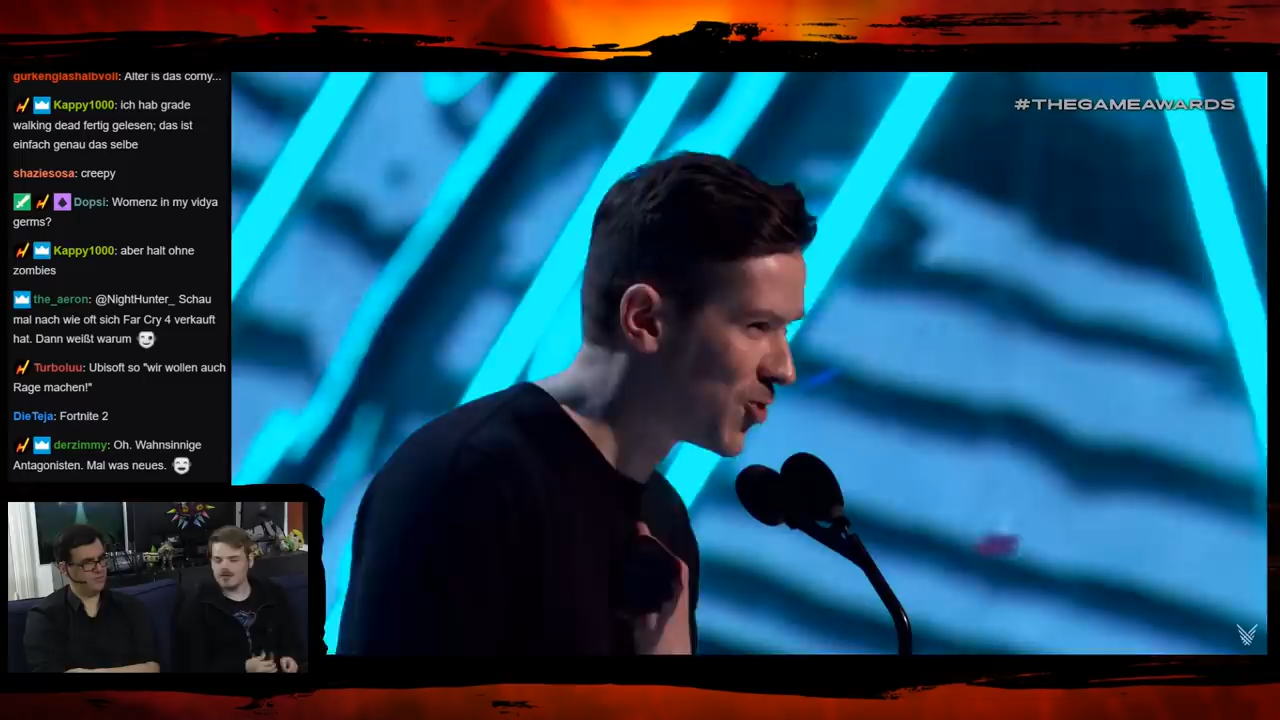 gurkenglashalbvoll: Alter is das corny...
Kappy1000: ich hab grade
walking dead fertig gelesen; das ist
einfach genau das selbe
shaziesosa: creepy
Dopsi: Womenz in my vidya
germs?
Kappy1000: aber halt ohne
zombies
the_aeron: @NightHunter_ Schau
mal nach wie oft sich Far Cry 4 verkauft
hat. Dann weißt warum
Turboluu: Ubisoft so "wir wollen auch
Rage machen!"
DieTeja: Fortnite 2
derzimmy: Oh. Wahnsinnige
Antagonisten. Mal was neues.
#THEGAMEAWARDS